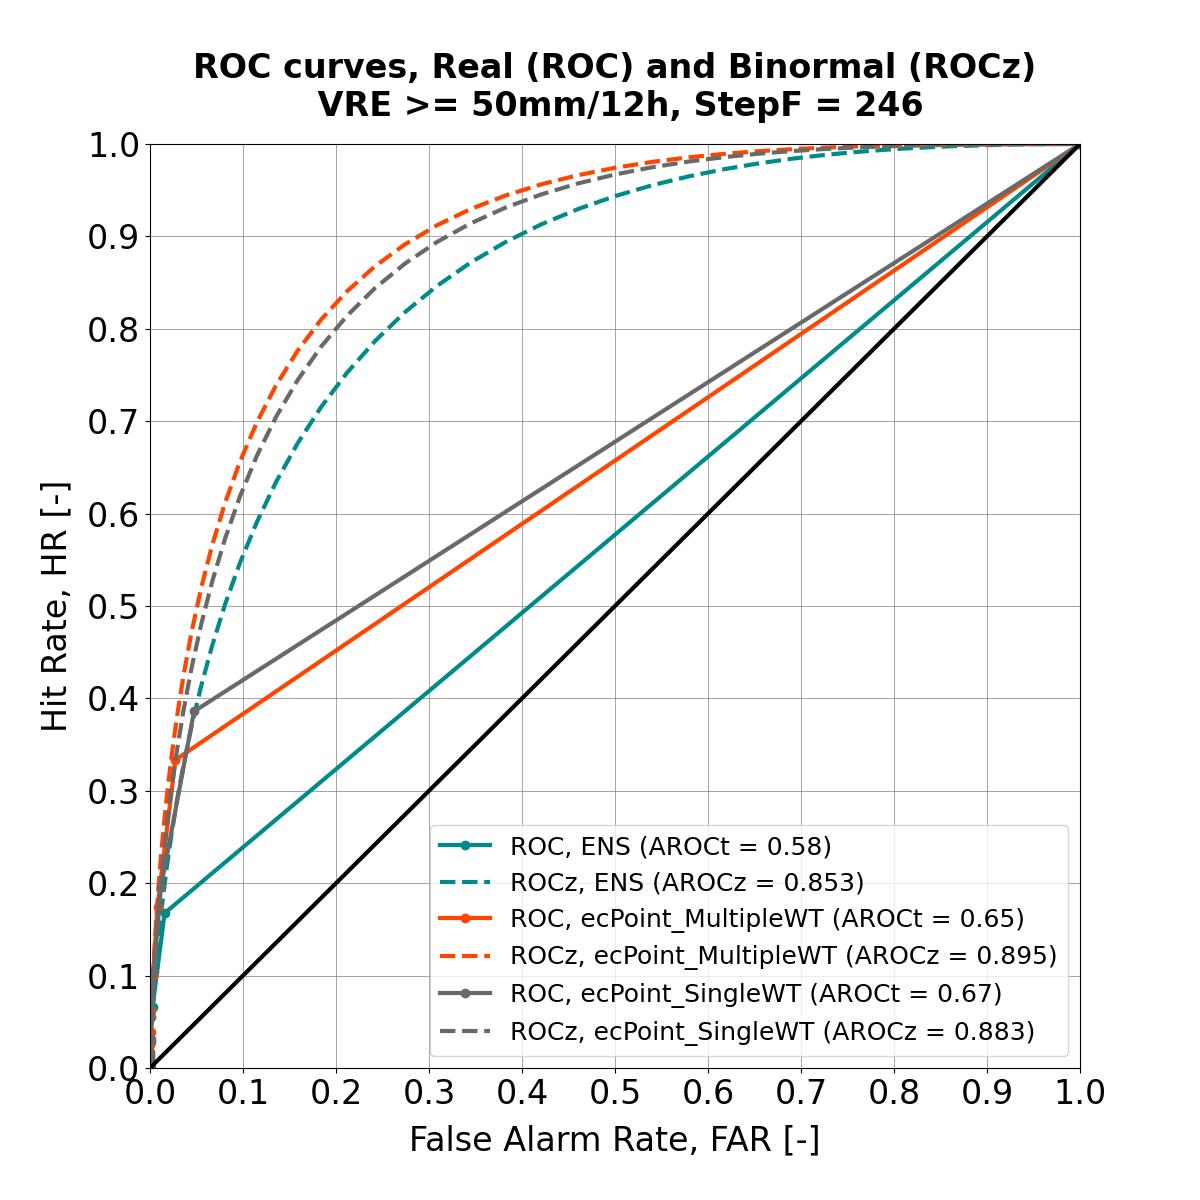 ROC curves, Real (ROC) and Binormal (ROCz)
VRE >= 50mm/12h, StepF = 246
1.0
0.9
0.8
0.7
0.6
0.5
0.4
0.3
0.2
0.1
0.0
Hit Rate, HR [-]
ROC, ENS (AROCt = 0.58)
ROCz, ENS (AROCz = 0.853)
ROC, ecPoint_MultipleWT (AROCt = 0.65)
ROCz, ecPoint_MultipleWT (AROCz = 0.895)
ROC, ecPoint_SingleWT (AROCt = 0.67)
ROCz, ecPoint_SingleWT (AROCz = 0.883)
0.0 0.1 0.2 0.3 0.4 0.5 0.6 0.7 0.8 0.9 1.0
False Alarm Rate, FAR [-]